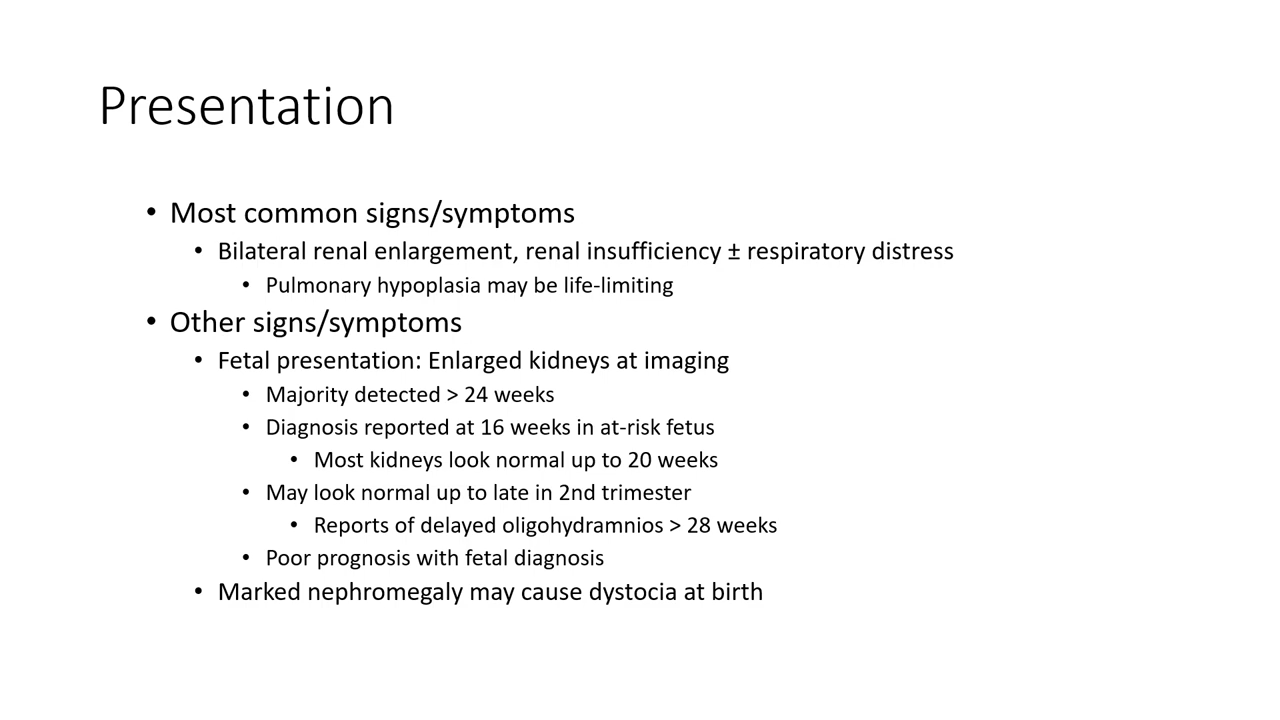 Presentation
• Most common signs/symptoms
• Bilateral renal enlargement, renal insufficiency ± respiratory distress
• Pulmonary hypoplasia may be life-limiting
• Other signs/symptoms
• Fetal presentation: Enlarged kidneys at imaging
• Majority detected > 24 weeks
• Diagnosis reported at 16 weeks in at-risk fetus
• Most kidneys look normal up to 20 weeks
• May look normal up to late in 2nd trimester
• Reports of delayed oligohydramnios > 28 weeks
• Poor prognosis with fetal diagnosis
• Marked nephromegaly may cause dystocia at birth